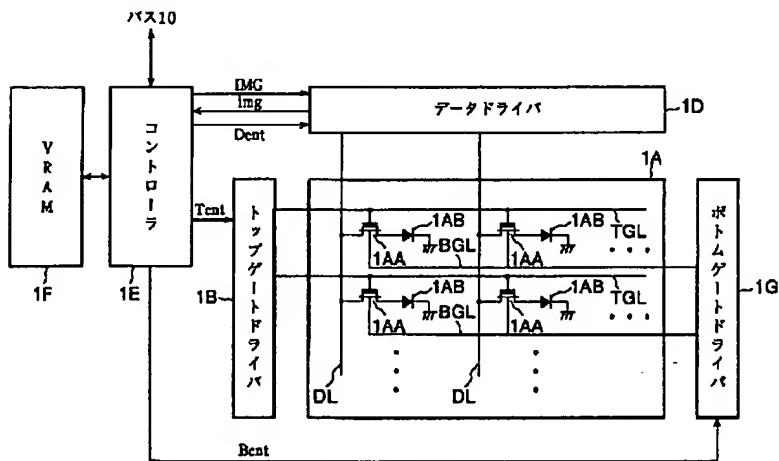 バス10
IMG
Img
Dcnt
データドライバ
1D
VRAM
コントローラ
1A
Tcnt
トップゲートドライバ
ボトムゲートドライバ
1AB
1AB
TGL
1AA
BGL
1AA
1AB
1AB
TGL
1AA
BGL
1AA
1F
1E
1B
1G
DL
DL
Bcnt